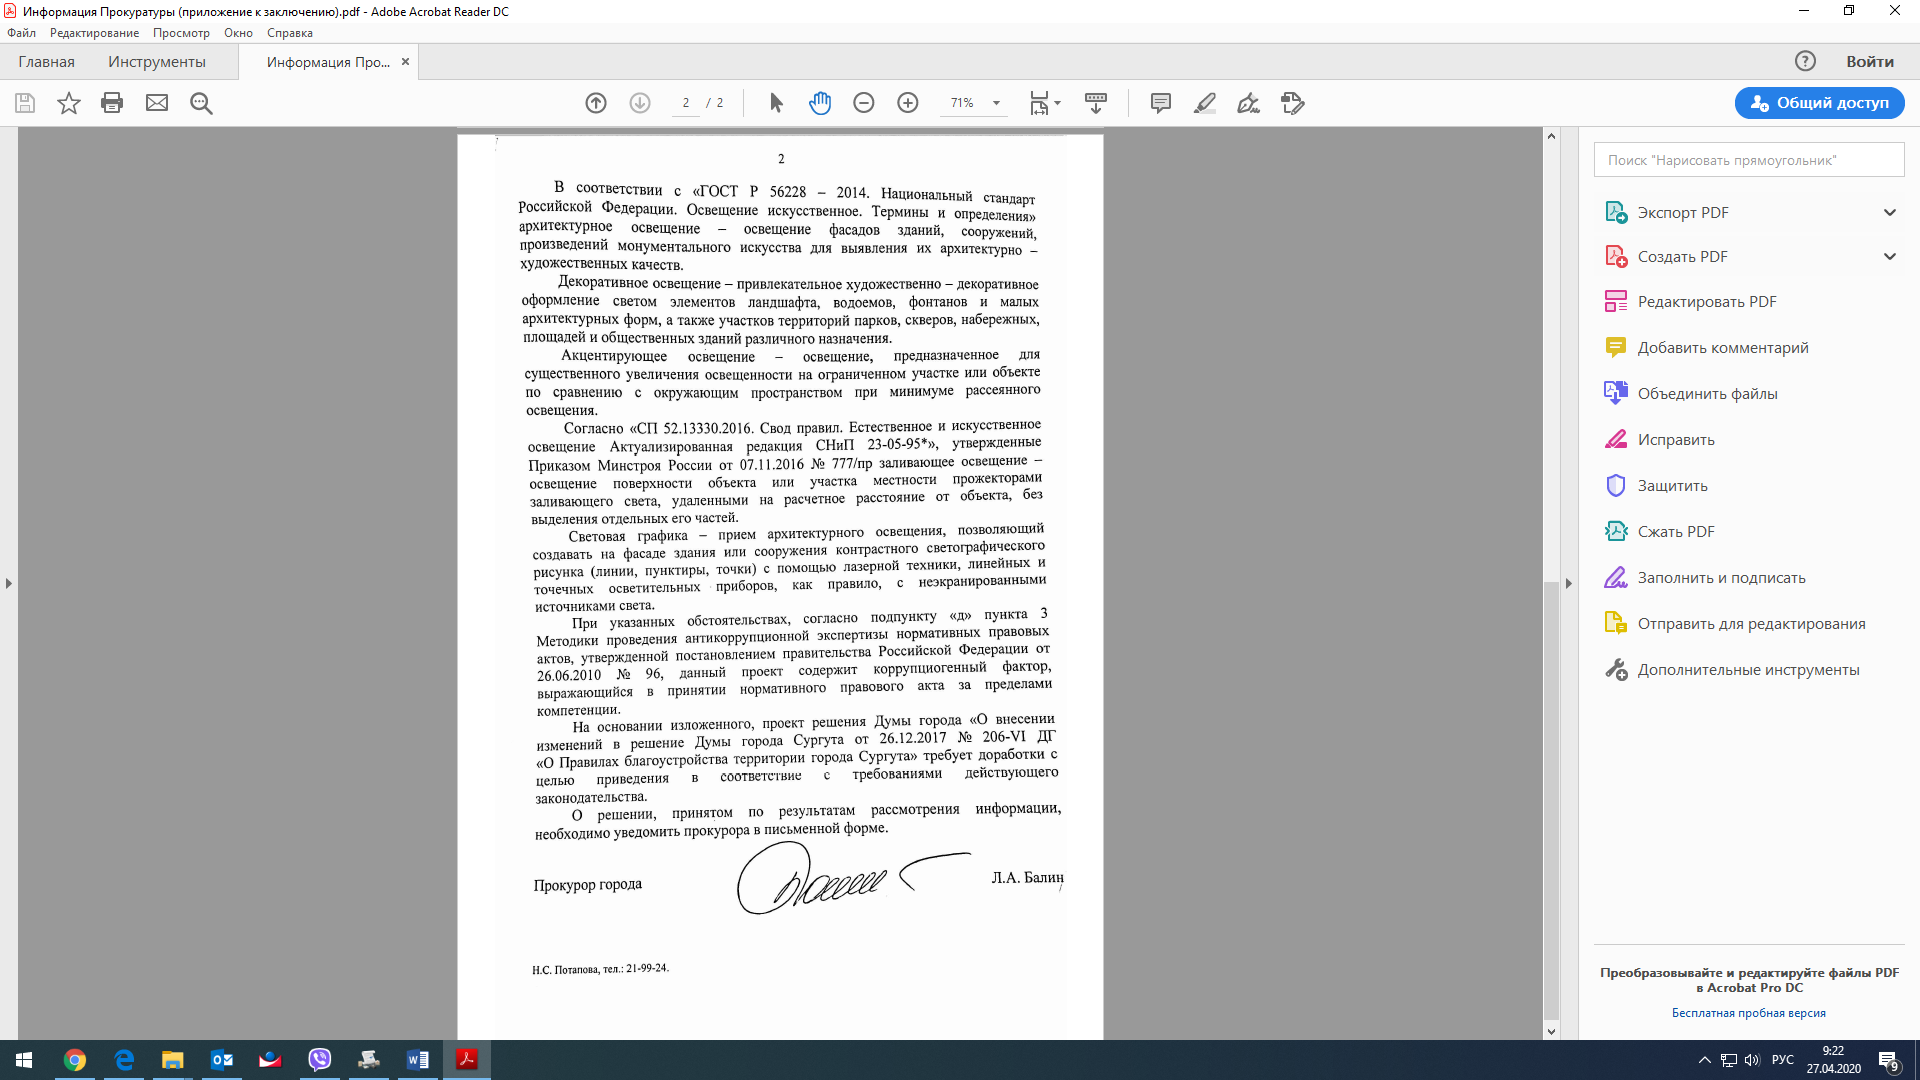 Информация Прокуратуры (приложение к заключению).pdf - Adobe Acrobat Reader DC
Файл Редактирование Просмотр Окно Справка
Главная Инструменты Информация Про... × ? Войти
2 / 2 71% Общий доступ
2
В соответствии с «ГОСТ Р 56228 – 2014. Национальный стандарт
Российской Федерации. Освещение искусственное. Термины и определения»
архитектурное освещение – освещение фасадов зданий, сооружений,
произведений монументального искусства для выявления их архитектурно –
художественных качеств.
Декоративное освещение – привлекательное художественно – декоративное
оформление светом элементов ландшафта, водоемов, фонтанов и малых
архитектурных форм, а также участков территорий парков, скверов, набережных,
площадей и общественных зданий различного назначения.
Акцентирующее освещение – освещение, предназначенное для
существенного увеличения освещенности на ограниченном участке или объекте
по сравнению с окружающим пространством при минимуме рассеянного
освещения.
Согласно «СП 52.13330.2016. Свод правил. Естественное и искусственное
освещение Актуализированная редакция СНиП 23-05-95*», утвержденные
Приказом Минстроя России от 07.11.2016 № 777/пр заливающее освещение –
освещение поверхности объекта или участка местности прожекторами
заливающего света, удаленными на расчетное расстояние от объекта, без
выделения отдельных его частей.
Световая графика – прием архитектурного освещения, позволяющий
создавать на фасаде здания или сооружения контрастного светографического
рисунка (линии, пунктиры, точки) с помощью лазерной техники, линейных и
точечных осветительных приборов, как правило, с неэкранированными
источниками света.
При указанных обстоятельствах, согласно подпункту «д» пункта 3
Методики проведения антикоррупционной экспертизы нормативных правовых
актов, утвержденной постановлением правительства Российской Федерации от
26.06.2010 № 96, данный проект содержит коррупциогенный фактор,
выражающийся в принятии нормативного правового акта за пределами
компетенции.
На основании изложенного, проект решения Думы города «О внесении
изменений в решение Думы города Сургута от 26.12.2017 № 206-VI ДГ
«О Правилах благоустройства территории города Сургута» требует доработки с
целью приведения в соответствие с требованиями действующего
законодательства.
О решении, принятом по результатам рассмотрения информации,
необходимо уведомить прокурора в письменной форме.
Прокурор города Л.А. Балин
Н.С. Потапова, тел.: 21-99-24.
Поиск "Нарисовать прямоугольник"
Экспорт PDF
Создать PDF
Редактировать PDF
Добавить комментарий
Объединить файлы
Исправить
Защитить
Сжать PDF
Заполнить и подписать
Отправить для редактирования
Дополнительные инструменты
Преобразовывайте и редактируйте файлы PDF
в Acrobat Pro DC
Бесплатная пробная версия
РУС 9:22
27.04.2020 9